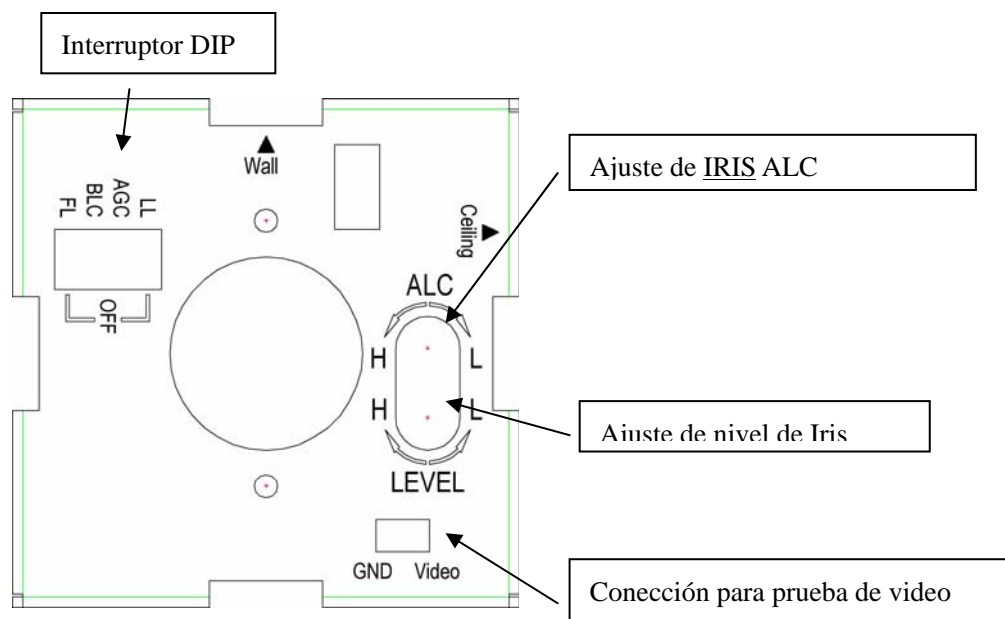 Interruptor DIP
Wall
Ajuste de IRIS ALC
FL
BLC
AGC
LL
Ceiling
OFF
ALC
H L
H L
Ajuste de nivel de Iris
LEVEL
GND Video
Conección para prueba de video